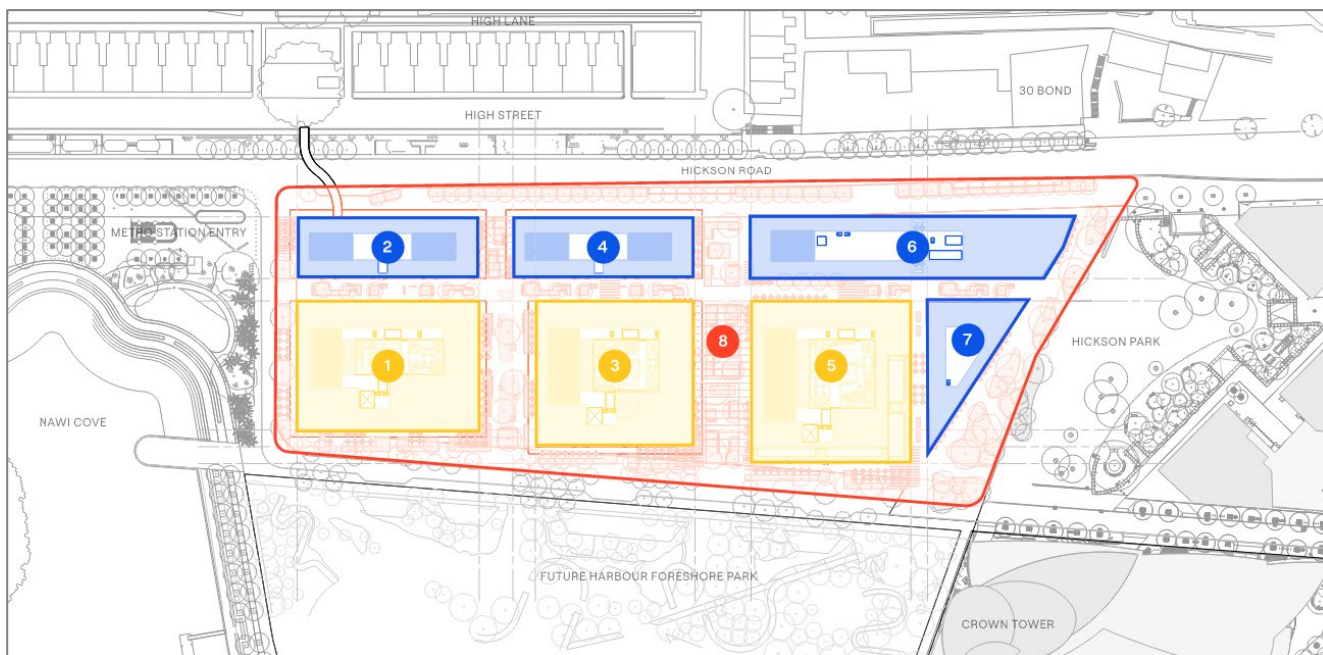 HIGH LANE
HIGH STREET
30 BOND
HICKSON ROAD
METRO STATION ENTRY
2
4
6
8
7
HICKSON PARK
1
3
5
NAWI COVE
FUTURE HARBOUR FORESHORE PARK
CROWN TOWER